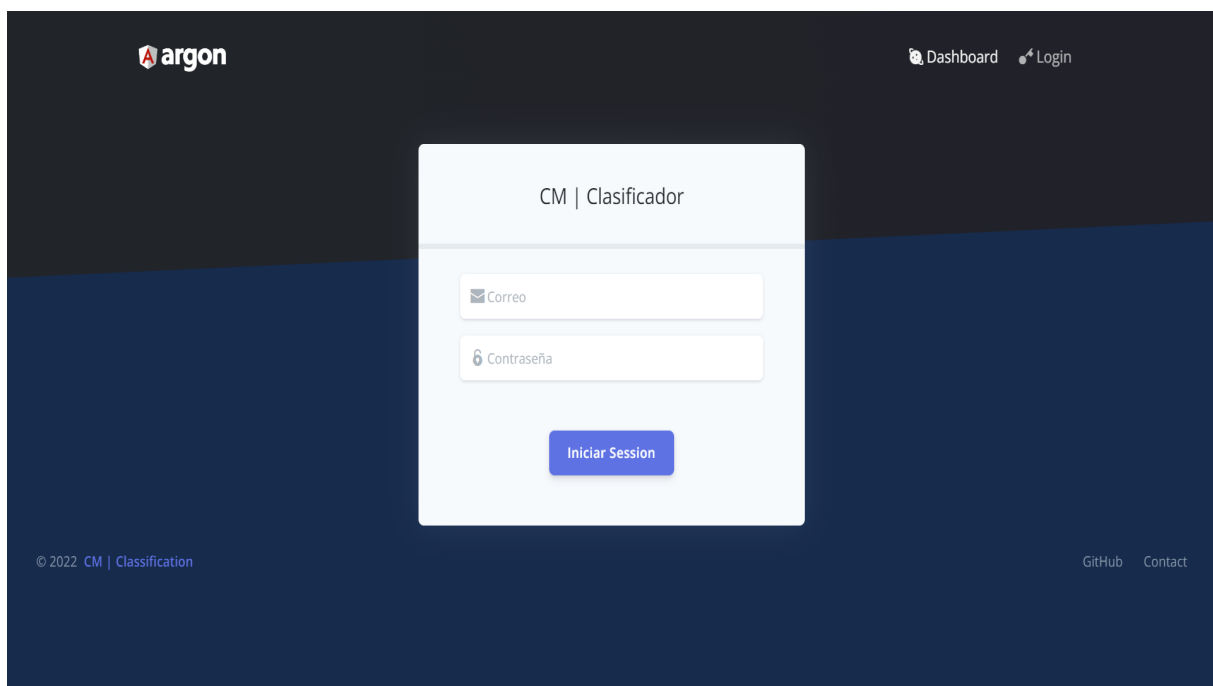 argon
Dashboard Login
CM | Clasificador
Correo
Contraseña
Iniciar Session
© 2022 CM | Classification
GitHub Contact